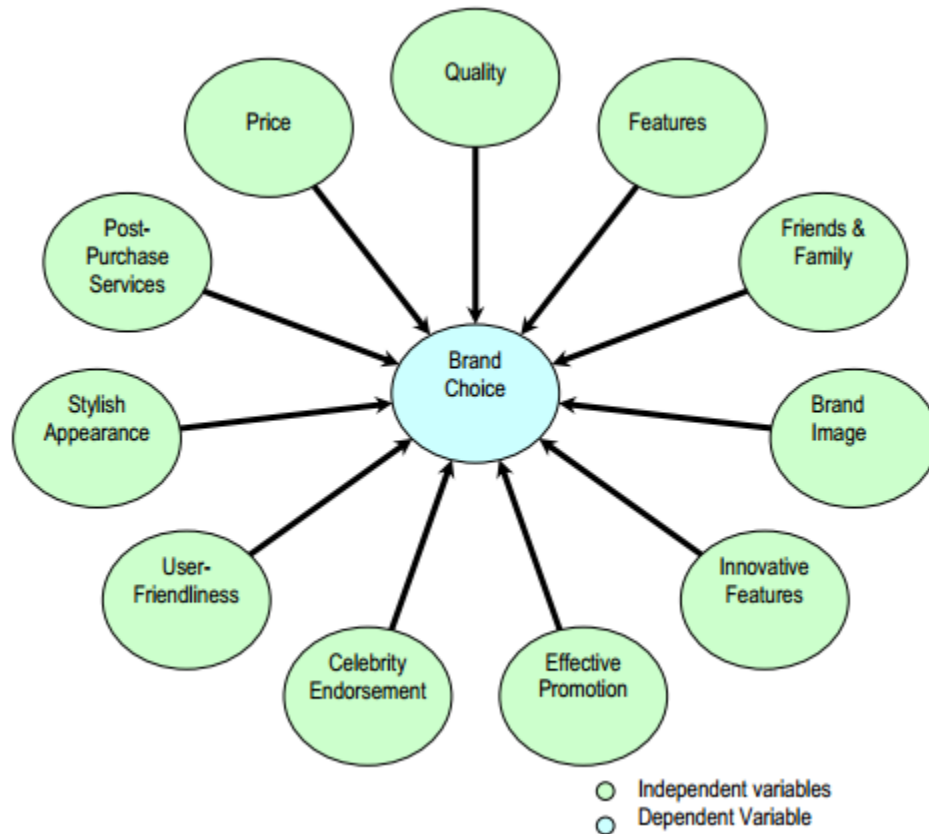 Quality
Price
Features
Post-
Purchase
Services
Friends &
Family
Brand
Choice
Stylish
Appearance
Brand
Image
User-
Friendliness
Innovative
Features
Celebrity
Endorsement
Effective
Promotion
Independent variables
Dependent Variable